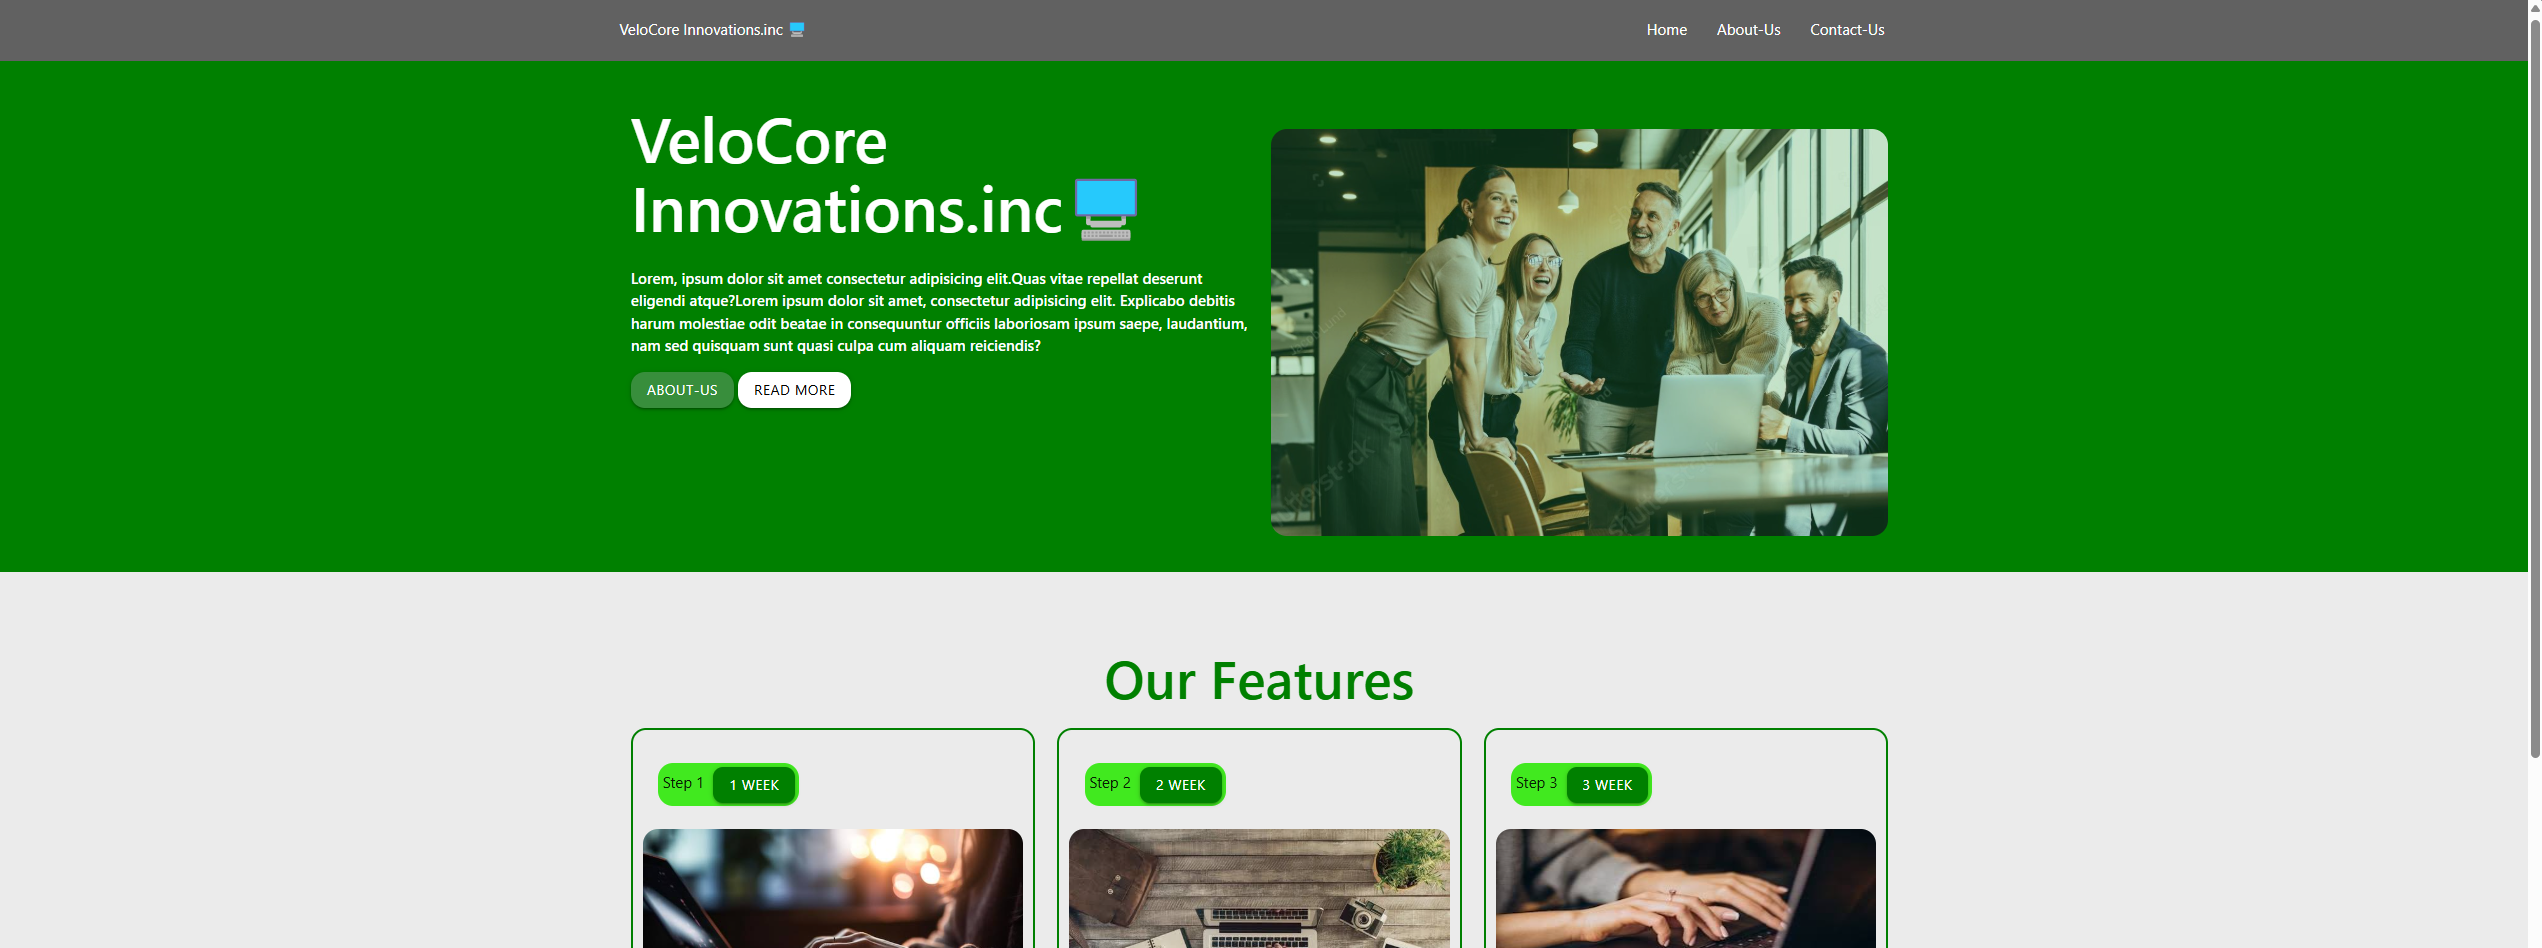 VeloCore Innovations.inc
Home About-Us Contact-Us
VeloCore
Innovations.inc
Lorem, ipsum dolor sit amet consectetur adipisicing elit.Quas vitae repellat deserunt
eligendi atque?Lorem ipsum dolor sit amet, consectetur adipisicing elit. Explicabo debitis
harum molestiae odit beatae in consequuntur officiis laboriosam ipsum saepe, laudantium,
nam sed quisquam sunt quasi culpa cum aliquam reiciendis?
ABOUT-US READ MORE
Our Features
Step 1 1 WEEK
Step 2 2 WEEK
Step 3 3 WEEK